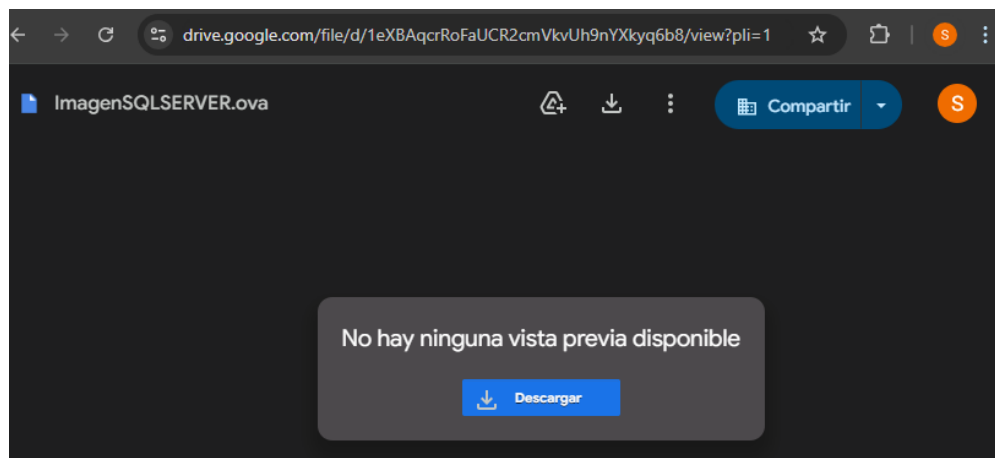 drive.google.com/file/d/1eXBAqcrRoFaUCR2cmVkvUh9nYXkyq6b8/view?pli=1
S
ImagenSQLSERVER.ova
Compartir
S
No hay ninguna vista previa disponible
Descargar